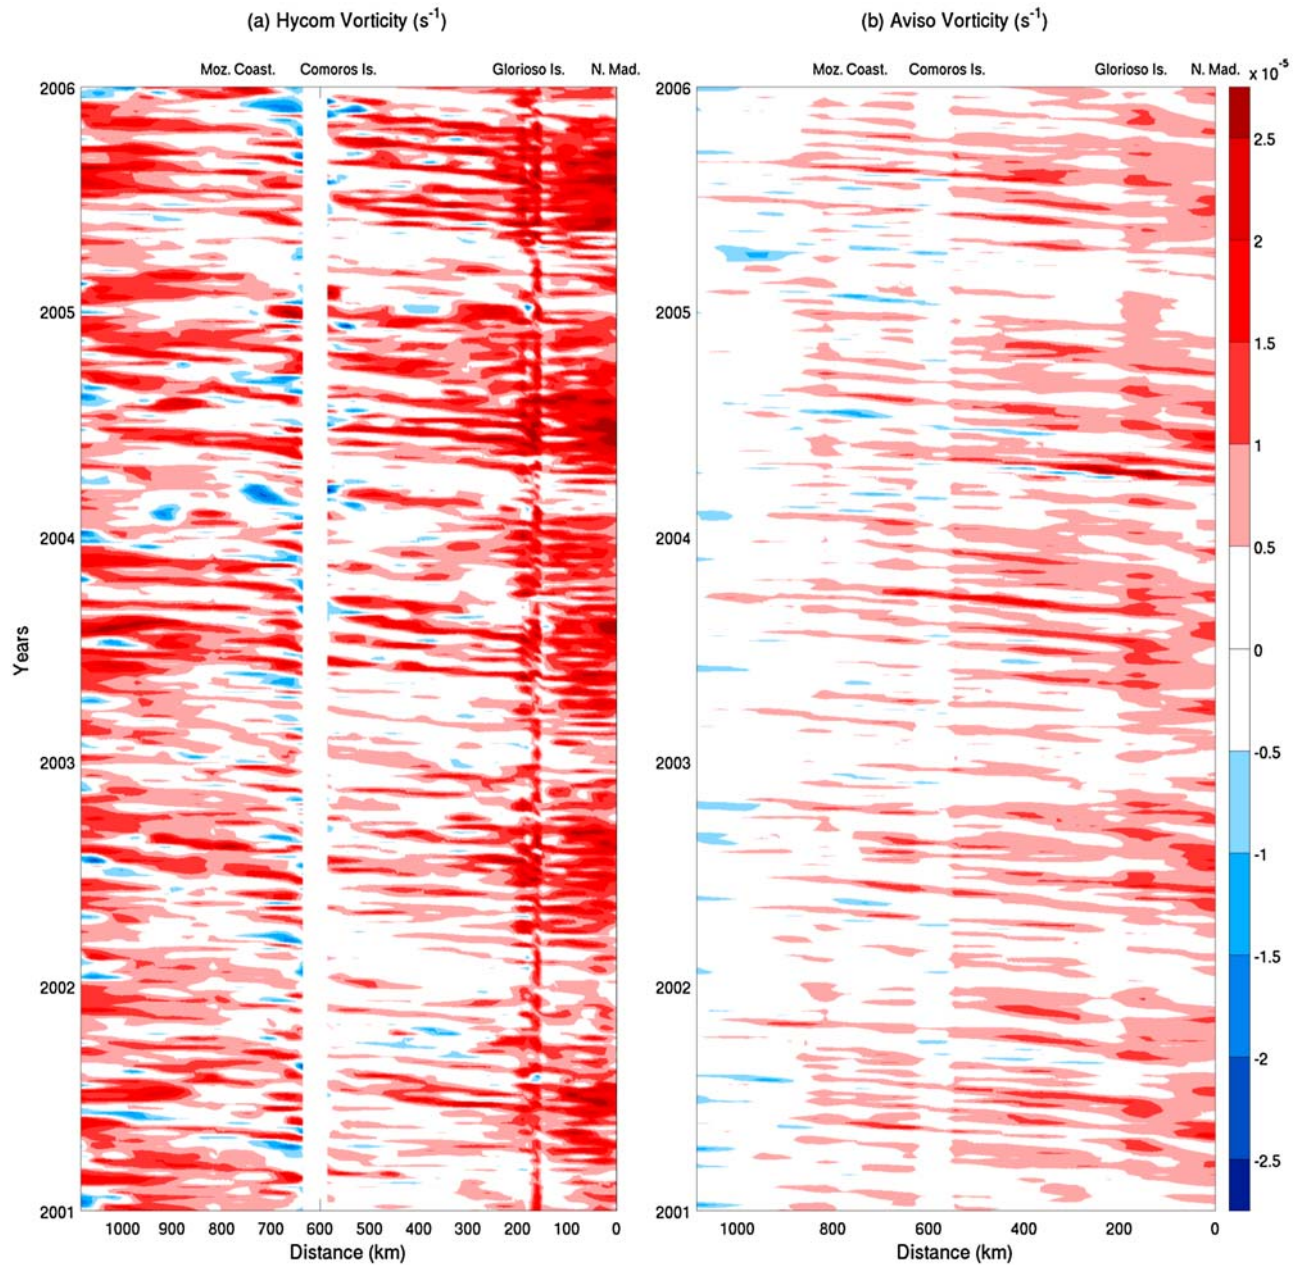 (a) Hycom Vorticity (s-1)
(b) Aviso Vorticity (s-1)
Moz. Coast. Comoros Is. Glorioso Is. N. Mad.
Moz. Coast. Comoros Is. Glorioso Is. N. Mad.
x 10-5
2006
2005
2004
2003
2002
2001
Years
1000 900 800 700 600 500 400 300 200 100 0
Distance (km)
2006
2005
2004
2003
2002
2001
1000 800 600 400 200 0
Distance (km)
2.5
2
1.5
1
0.5
0
-0.5
-1
-1.5
-2
-2.5